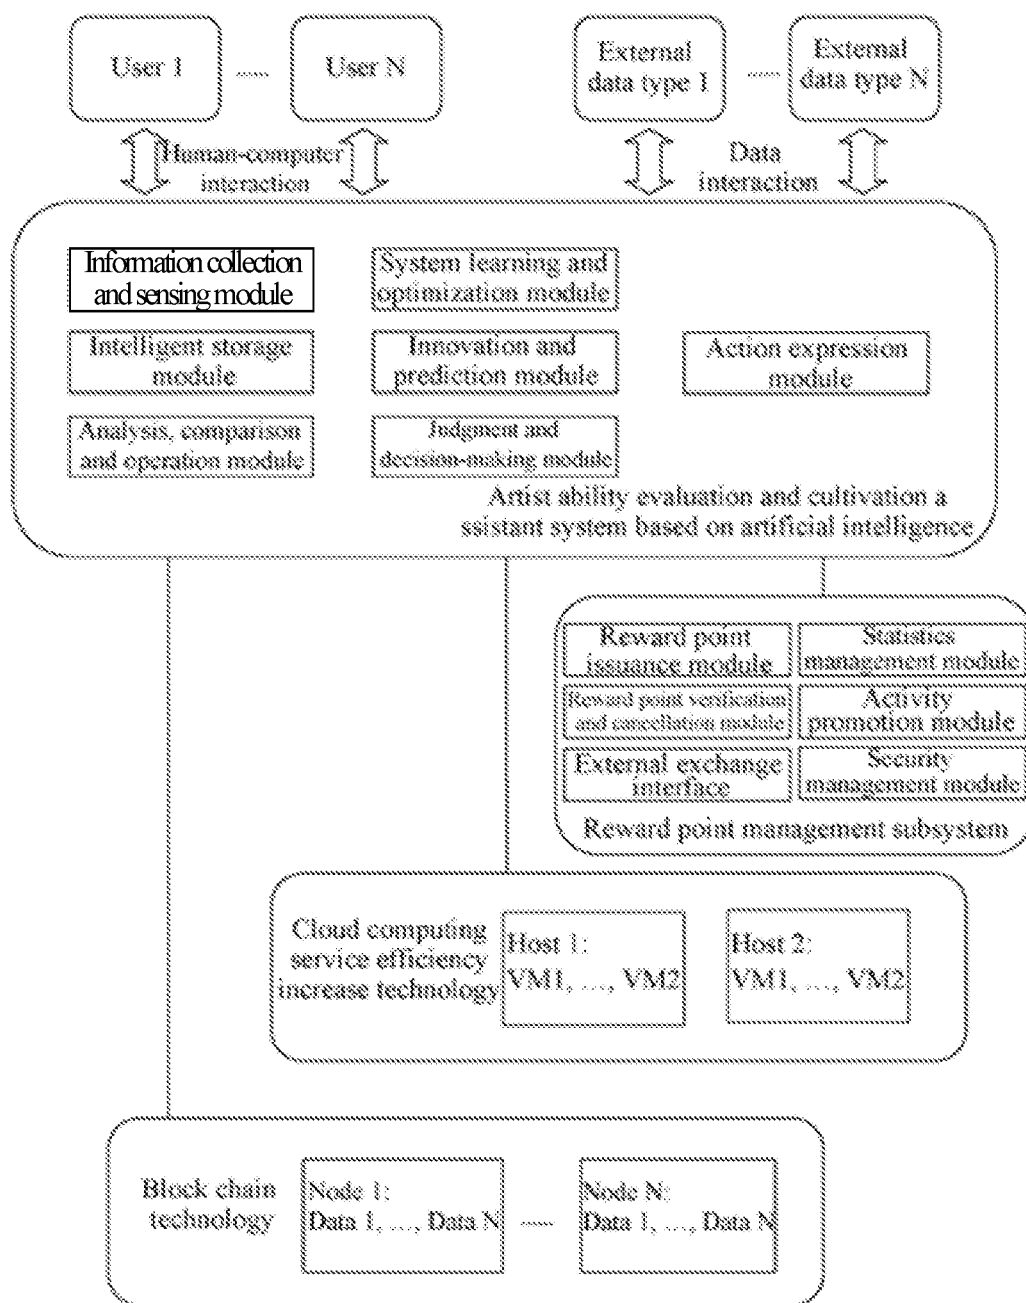 User 1
......
User N
External
data type 1
......
External
data type N
Human-computer
interaction
Data
interaction
Information collection
and sensing module
System learning and
optimization module
Intelligent storage
module
Innovation and
prediction module
Action expression
module
Analysis, comparison
and operation module
Judgment and
decision-making module
Artist ability evaluation and cultivation a
ssistant system based on artificial intelligence
Reward point
issuance module
Statistics
management module
Reward point verification
and cancellation module
Activity
promotion module
External exchange
interface
Security
management module
Reward point management subsystem
Cloud computing
service efficiency
increase technology
Host 1:
VM1, ..., VM2
Host 2:
VM1, ..., VM2
Block chain
technology
Node 1:
Data 1, ..., Data N
......
Node N:
Data 1, ..., Data N